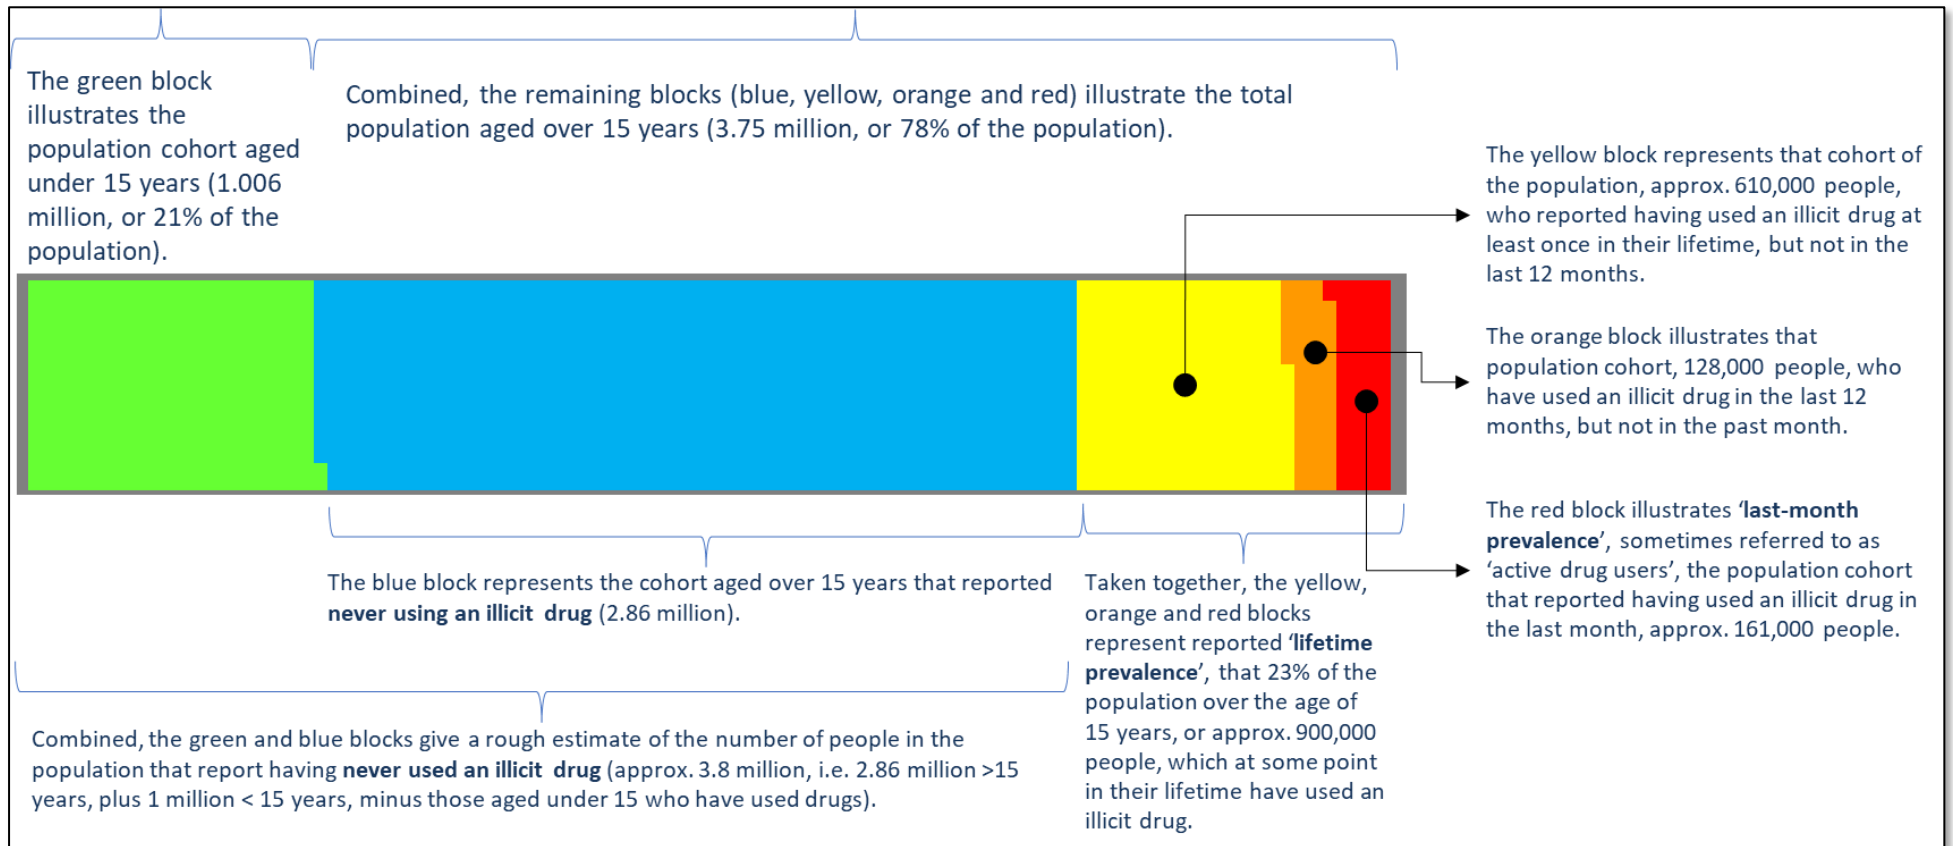 The green block
illustrates the
population cohort aged
under 15 years (1.006
million, or 21% of the
population).
Combined, the remaining blocks (blue, yellow, orange and red) illustrate the total
population aged over 15 years (3.75 million, or 78% of the population).
The yellow block represents that cohort of
the population, approx. 610,000 people,
who reported having used an illicit drug at
least once in their lifetime, but not in the
last 12 months.
The orange block illustrates that
population cohort, 128,000 people, who
have used an illicit drug in the last 12
months, but not in the past month.
The red block illustrates ‘last-month
prevalence’, sometimes referred to as
‘active drug users’, the population cohort
that reported having used an illicit drug in
the last month, approx. 161,000 people.
The blue block represents the cohort aged over 15 years that reported
never using an illicit drug (2.86 million).
Taken together, the yellow,
orange and red blocks
represent reported ‘lifetime
prevalence’, that 23% of the
population over the age of
15 years, or approx. 900,000
people, which at some point
in their lifetime have used an
illicit drug.
Combined, the green and blue blocks give a rough estimate of the number of people in the
population that report having never used an illicit drug (approx. 3.8 million, i.e. 2.86 million >15
years, plus 1 million < 15 years, minus those aged under 15 who have used drugs).